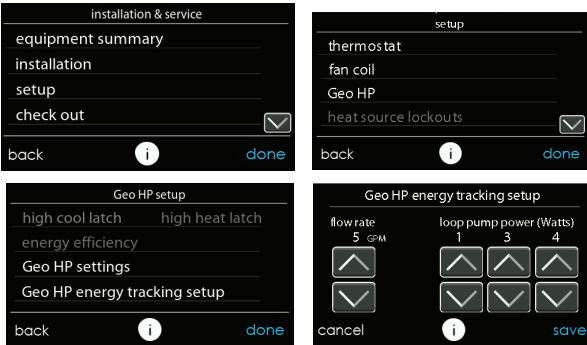 installation & service
equipment summary
installation
setup
check out
back i done
setup
thermostat
fan coil
Geo HP
heat source lockouts
back i done
Geo HP setup
high cool latch high heat latch
energy efficiency
Geo HP settings
Geo HP energy tracking setup
back i done
Geo HP energy tracking setup
flow rate loop pump power (Watts)
5 GPM 1 3 4
cancel i save